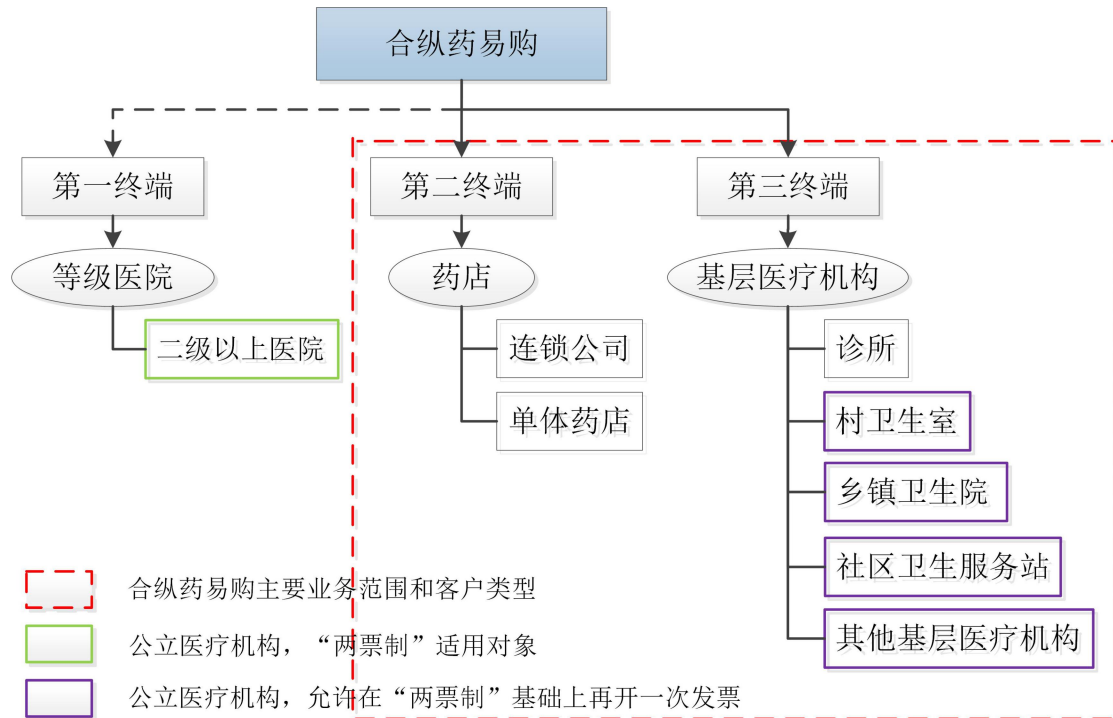 合纵药易购
第一终端
第二终端
第三终端
等级医院
药店
基层医疗机构
二级以上医院
连锁公司
单体药店
诊所
村卫生室
乡镇卫生院
社区卫生服务站
其他基层医疗机构
合纵药易购主要业务范围和客户类型
公立医疗机构，“两票制”适用对象
公立医疗机构，允许在“两票制”基础上再开一次发票